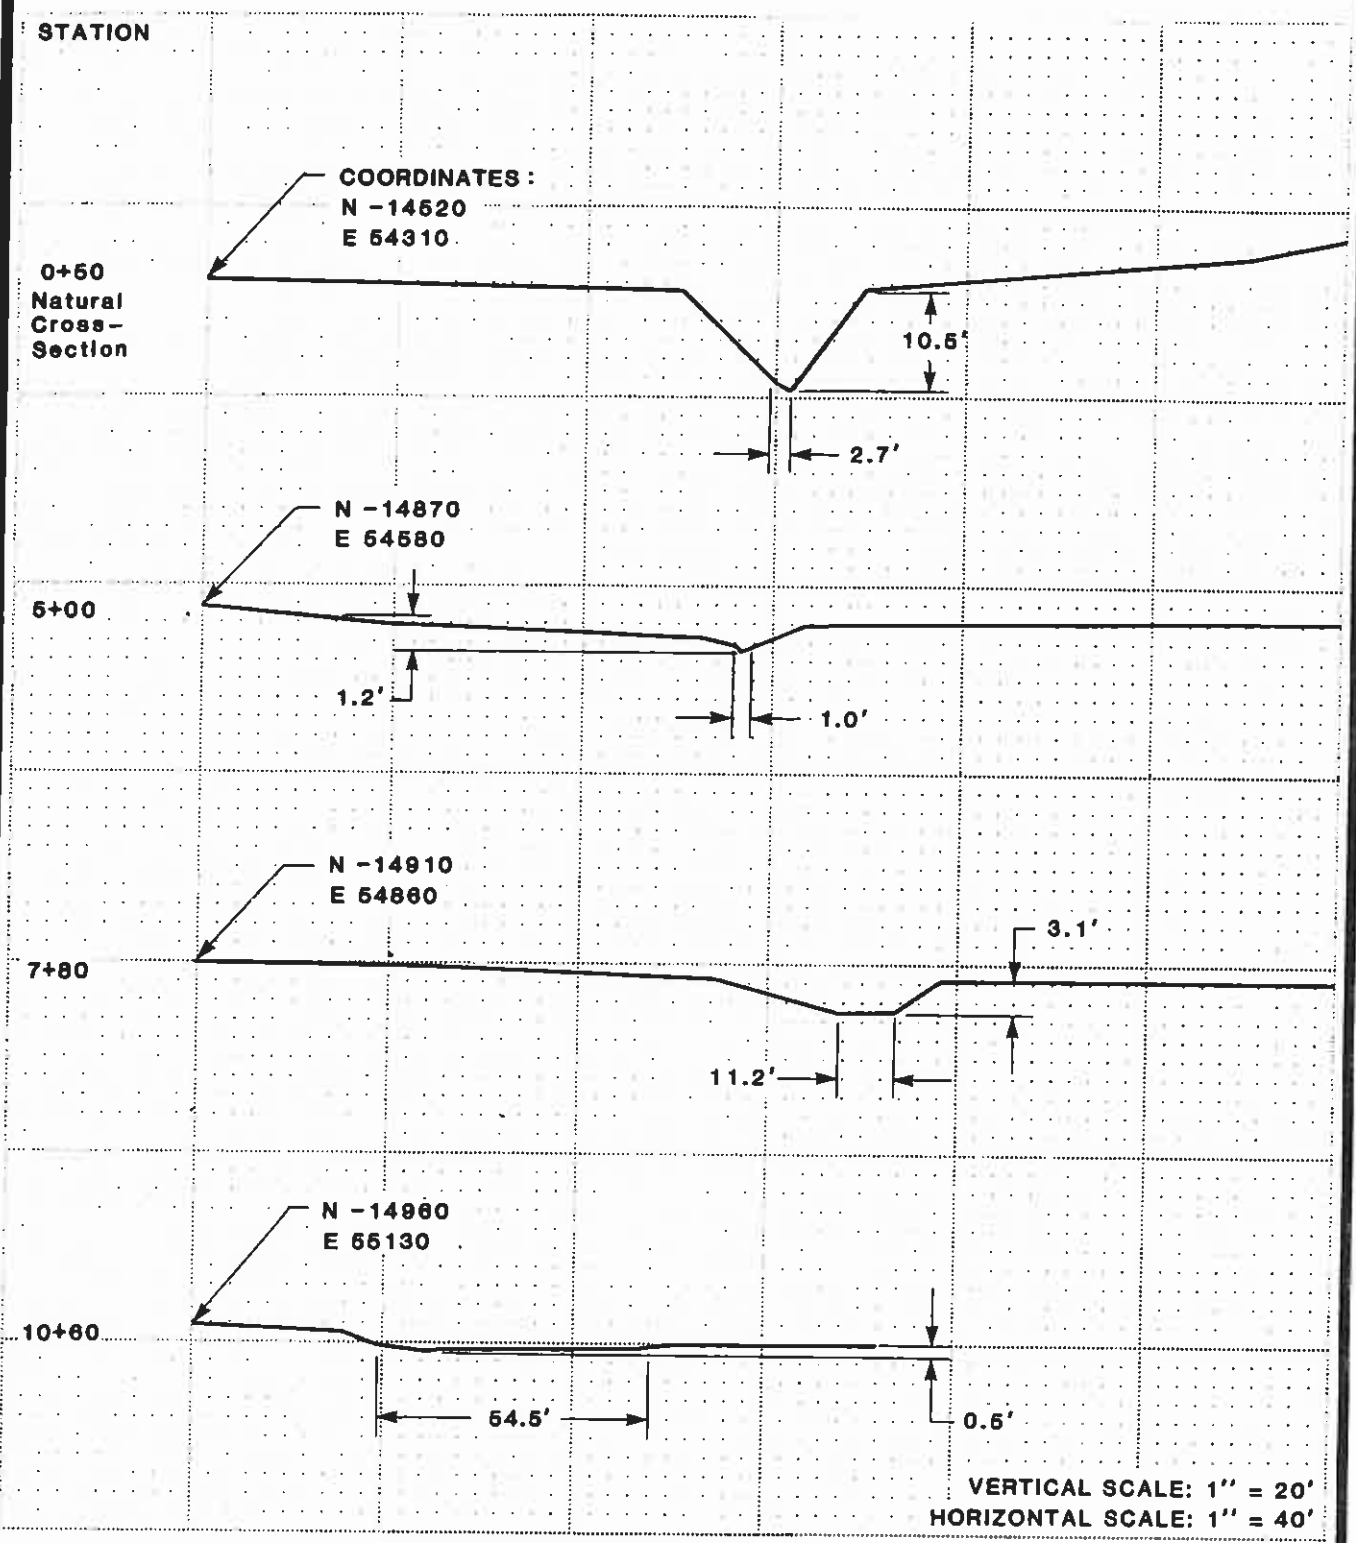 STATION
COORDINATES:
N -14520
E 54310
0+50
Natural
Cross-
Section
10.5'
2.7'
N -14870
E 54580
5+00
1.2'
1.0'
N -14910
E 54860
3.1'
7+80
11.2'
N -14960
E 55130
10+60
54.5'
0.5'
VERTICAL SCALE: 1'' = 20'
HORIZONTAL SCALE: 1'' = 40'